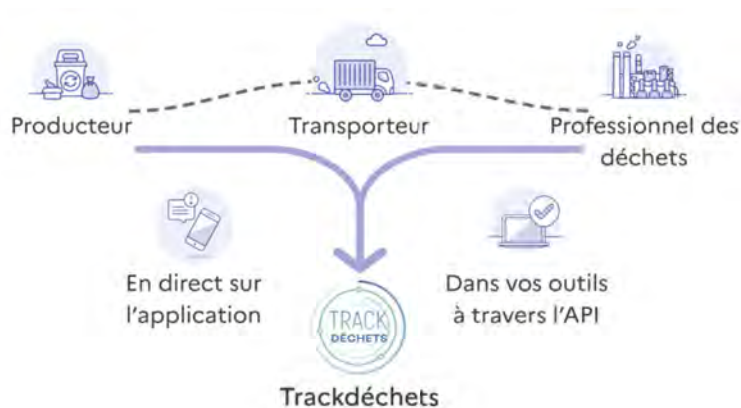 Producteur
Transporteur
Professionnel des
déchets
En direct sur
l'application
Dans vos outils
à travers l'API
TRACK
DÉCHETS
Trackdéchets